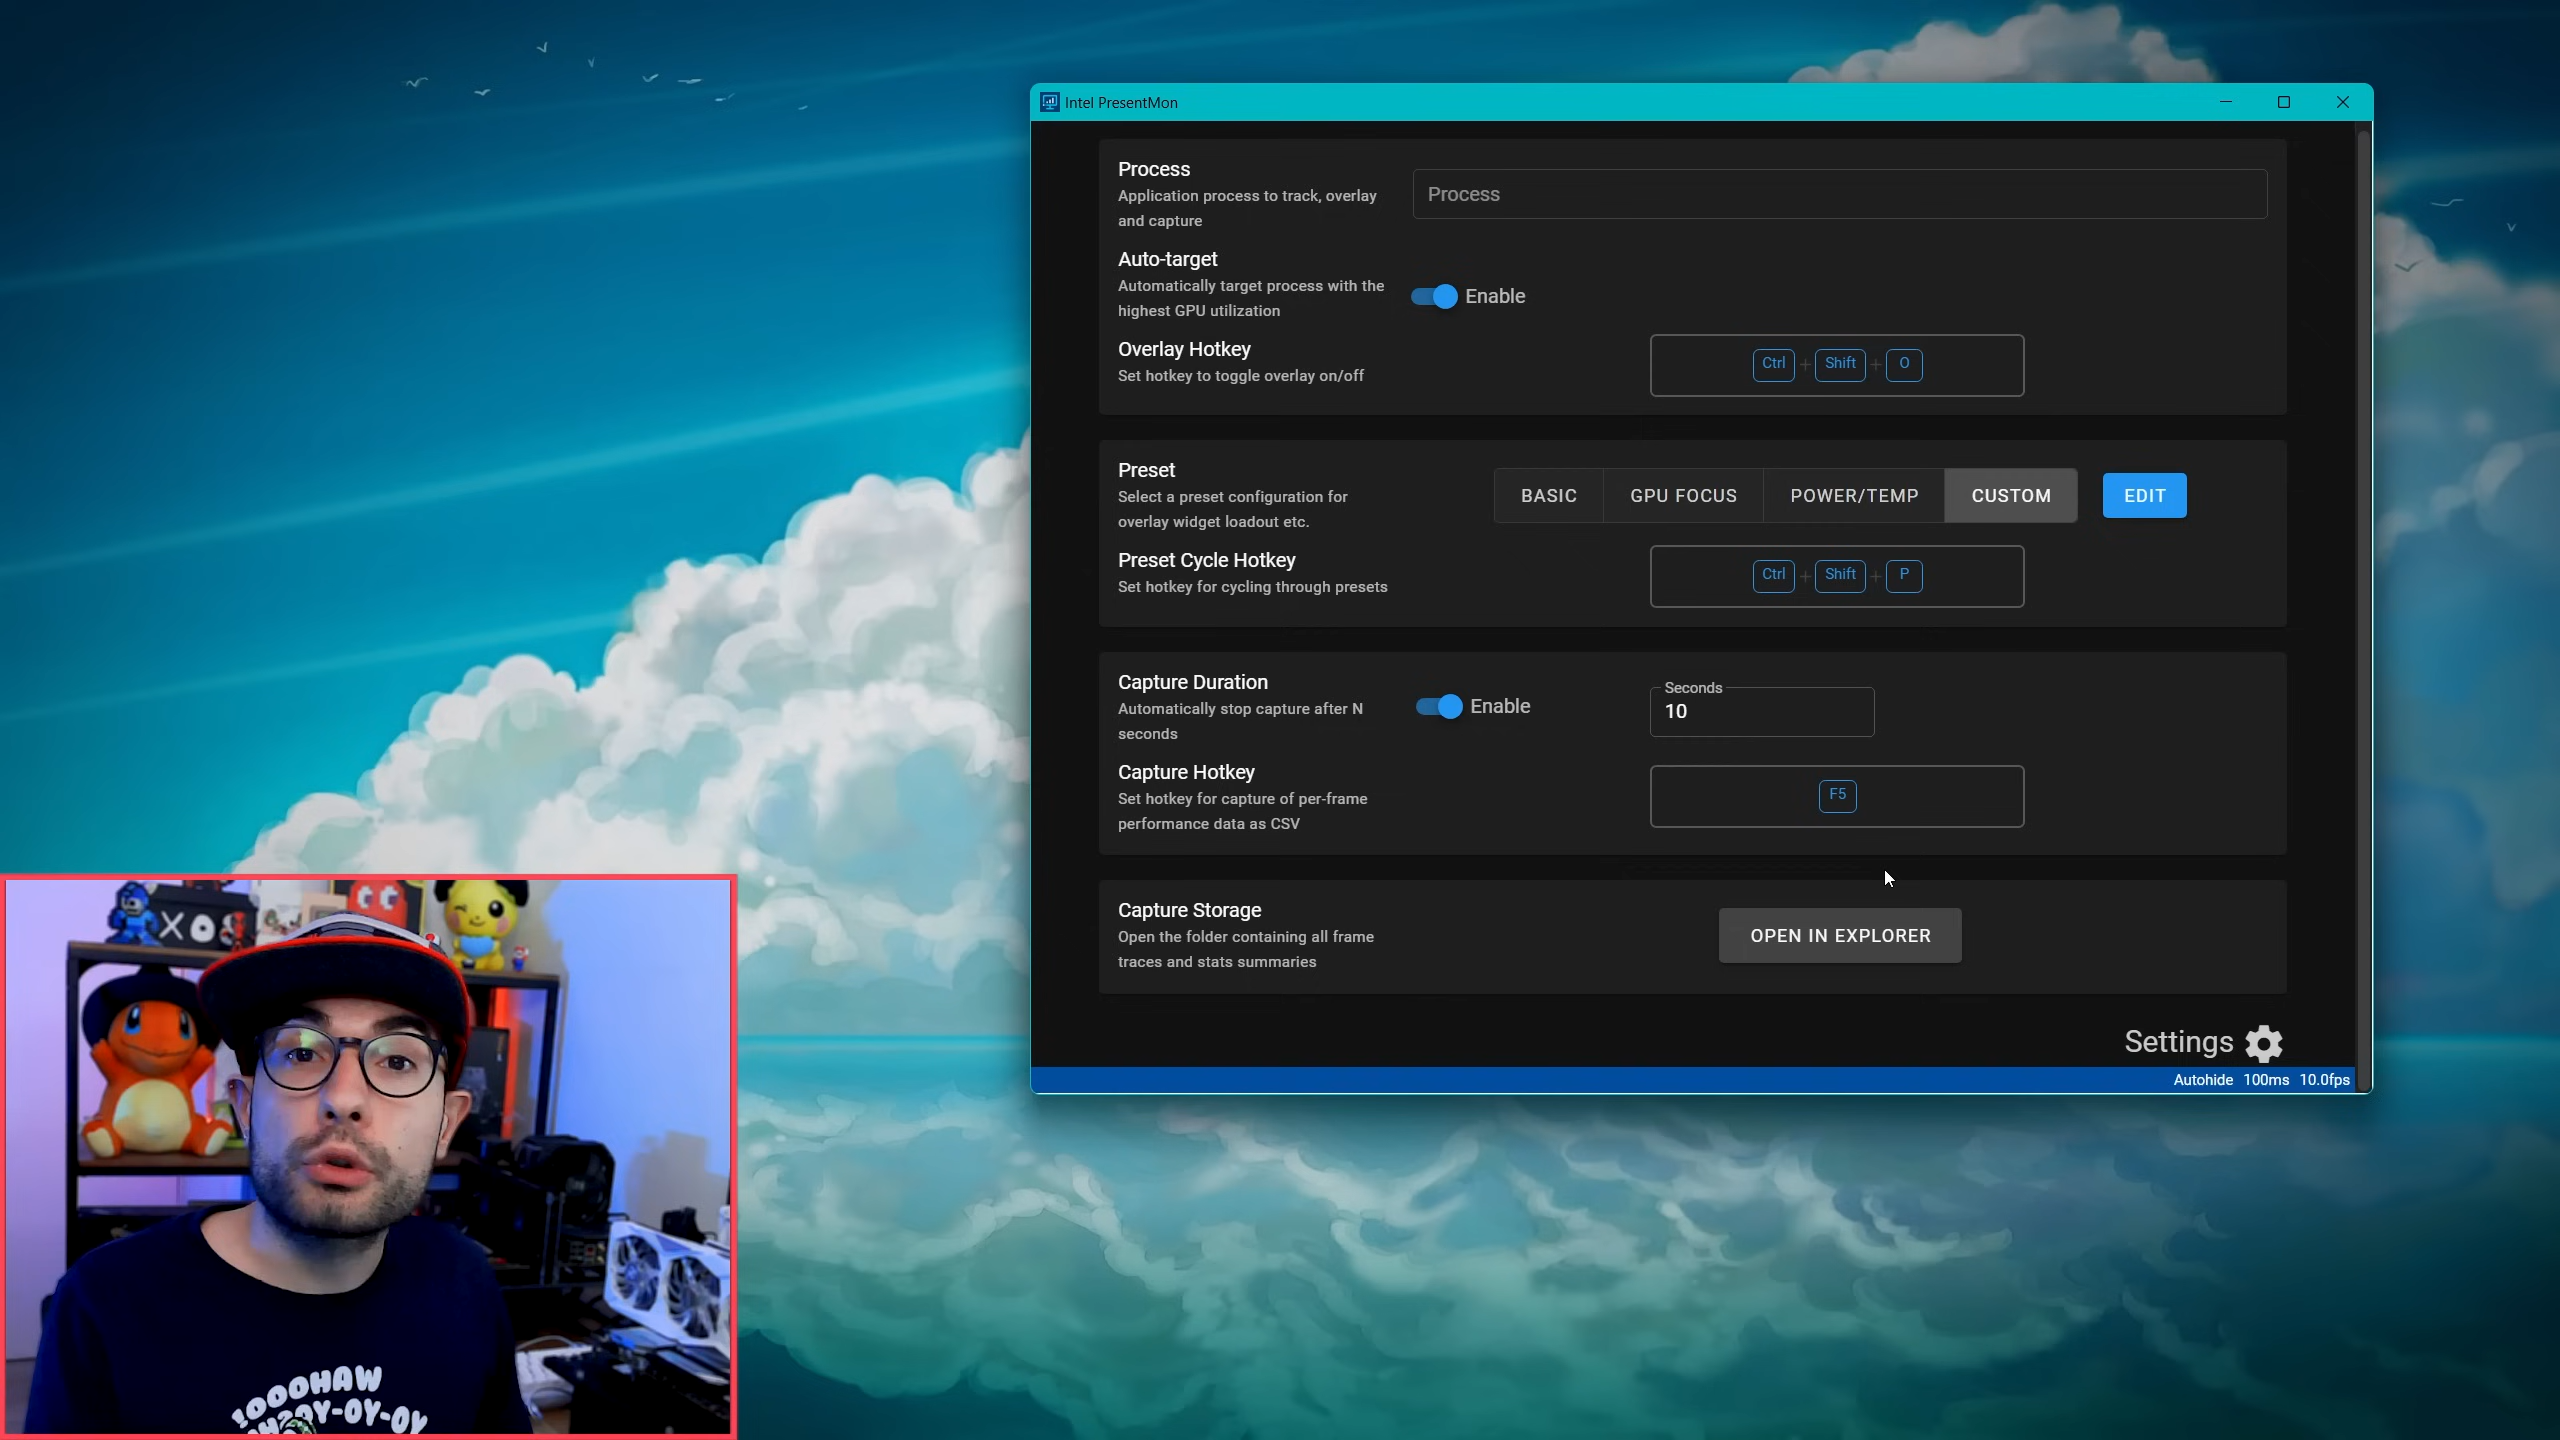 Intel PresentMon
Process
Application process to track, overlay
and capture
Process
Auto-target
Automatically target process with the
highest GPU utilization
Enable
Overlay Hotkey
Set hotkey to toggle overlay on/off
Ctrl + Shift + O
Preset
Select a preset configuration for
overlay widget loadout etc.
BASIC GPU FOCUS POWER/TEMP CUSTOM EDIT
Preset Cycle Hotkey
Set hotkey for cycling through presets
Ctrl + Shift + P
Capture Duration
Automatically stop capture after N
seconds
Enable
Seconds
10
Capture Hotkey
Set hotkey for capture of per-frame
performance data as CSV
F5
Capture Storage
Open the folder containing all frame
traces and stats summaries
OPEN IN EXPLORER
Settings
Autohide 100ms 10.0fps